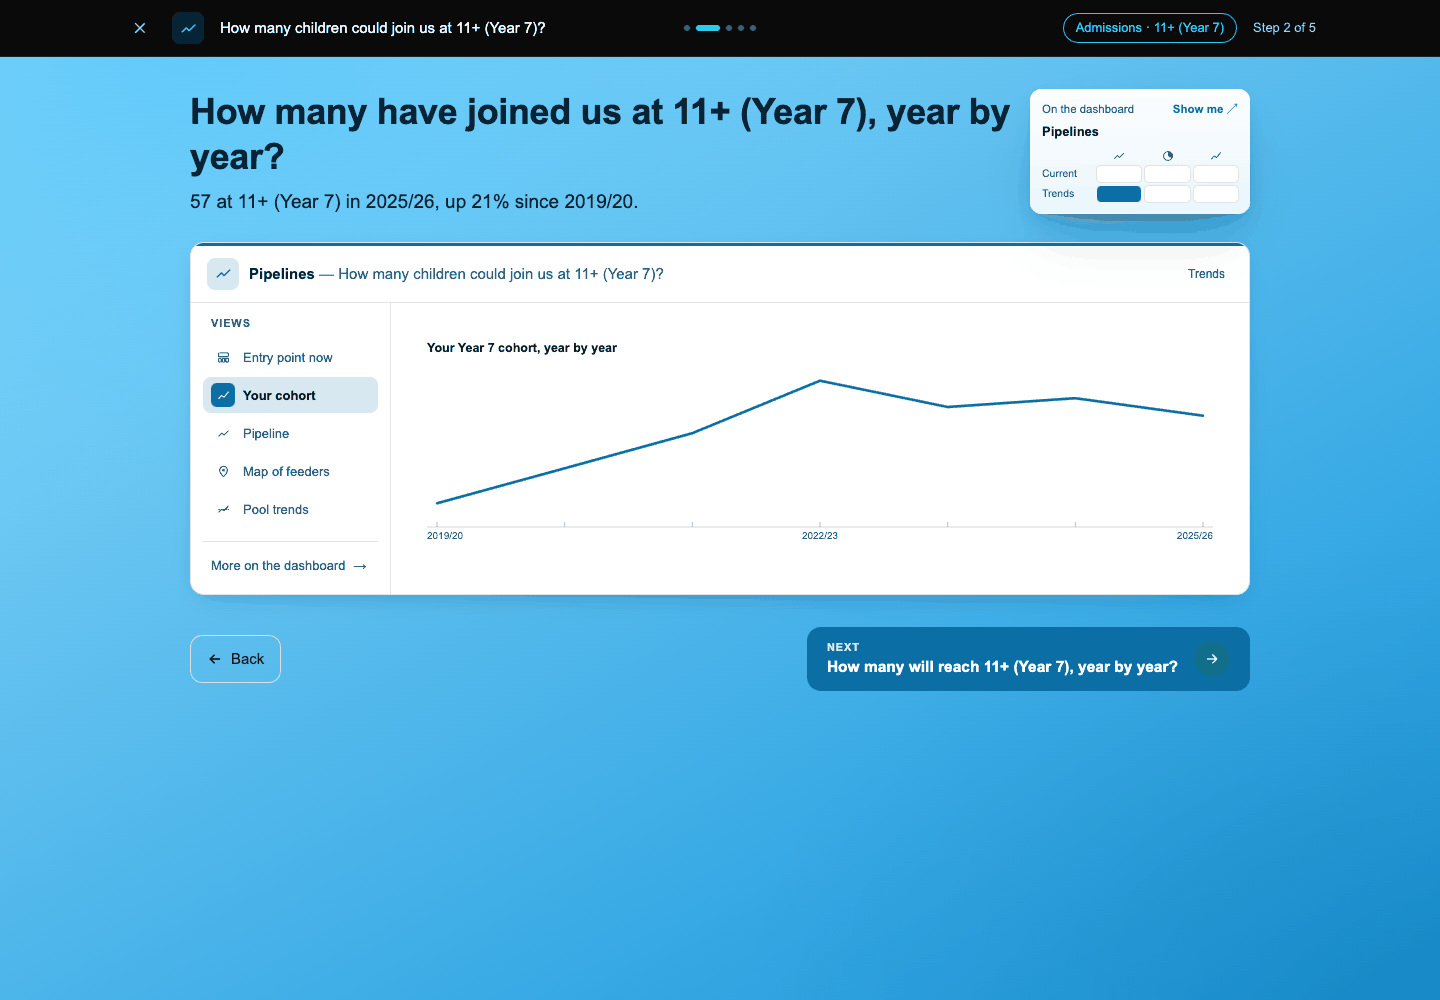 How many children could join us at 11+ (Year 7)?
Admissions · 11+ (Year 7)
Step 2 of 5
How many have joined us at 11+ (Year 7), year by
year?
57 at 11+ (Year 7) in 2025/26, up 21% since 2019/20.
On the dashboard
Show me
Pipelines
Current
Trends
Pipelines — How many children could join us at 11+ (Year 7)?
Trends
VIEWS
Entry point now
Your cohort
Pipeline
Map of feeders
Pool trends
More on the dashboard →
Your Year 7 cohort, year by year
2019/20
2022/23
2025/26
← Back
NEXT
How many will reach 11+ (Year 7), year by year?